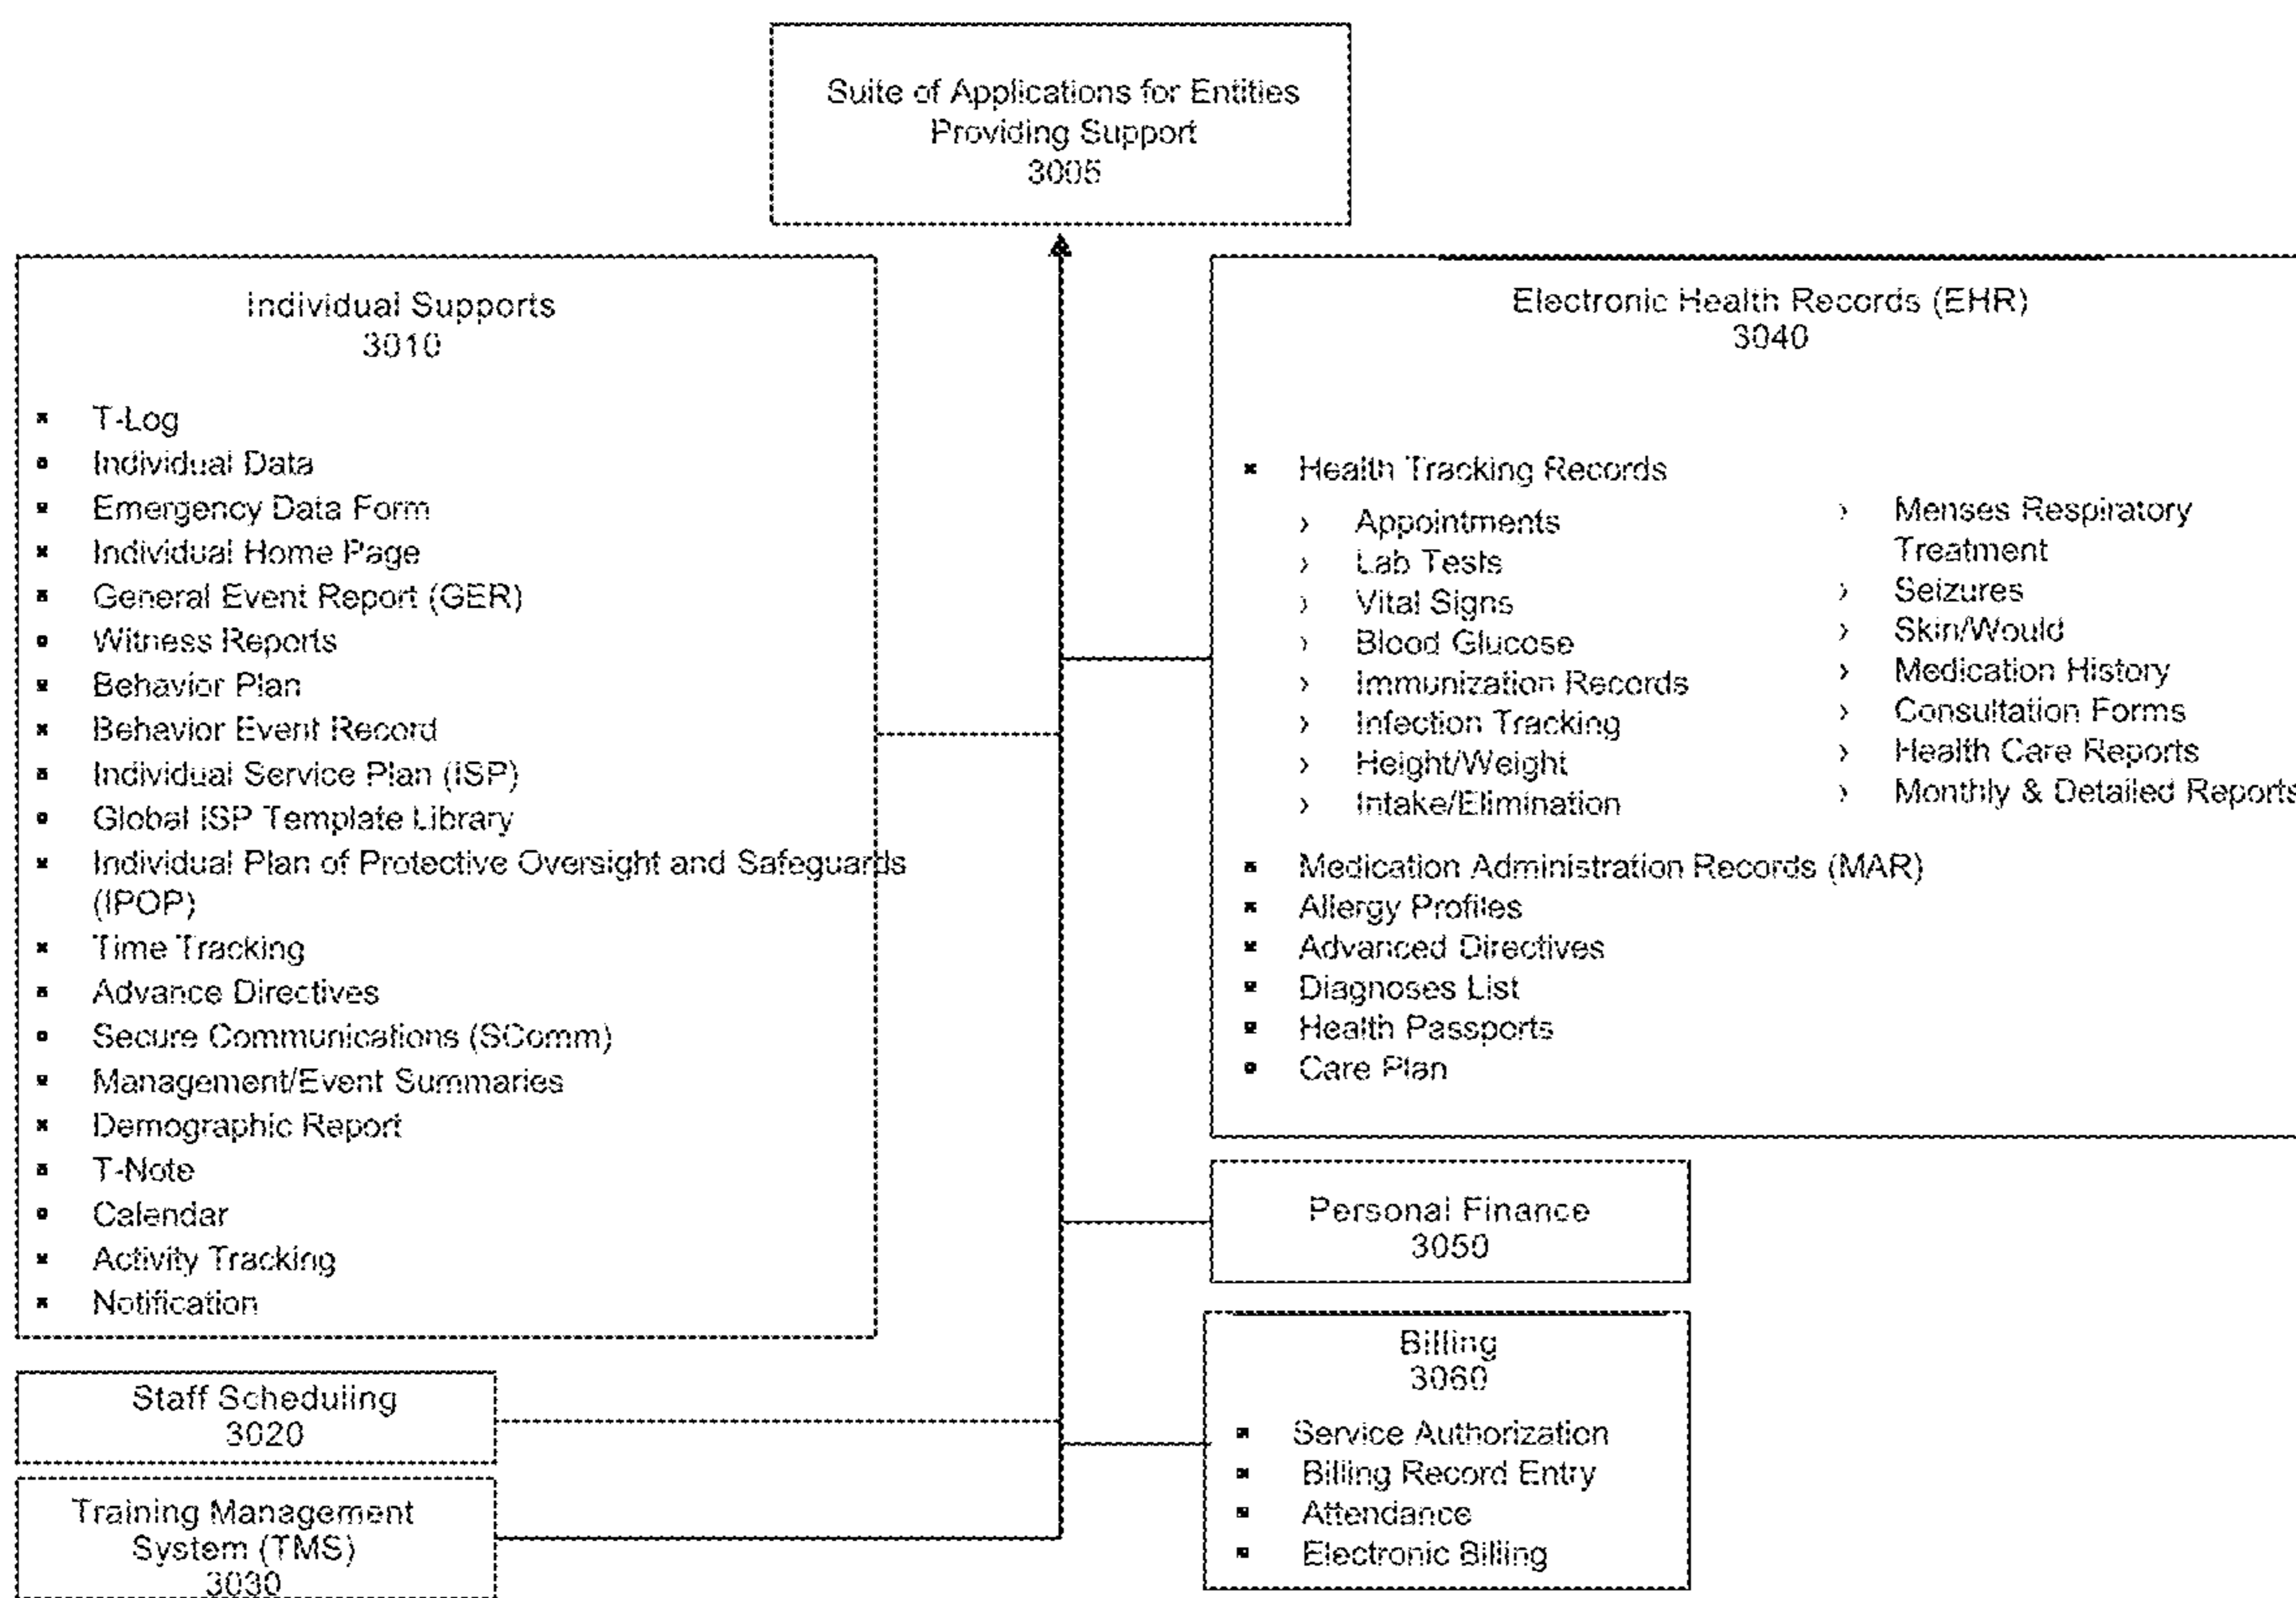 Suite of Applications for Entities
Providing Support
3005
Individual Supports
3010
T-Log
Individual Data
Emergency Data Form
Individual Home Page
General Event Report (GER)
Witness Reports
Behavior Plan
Behavior Event Record
Individual Service Plan (ISP)
Global ISP Template Library
Individual Plan of Protective Oversight and Safeguards
(IPOP)
Time Tracking
Advance Directives
Secure Communications (SComm)
Management/Event Summaries
Demographic Report
T-Note
Calendar
Activity Tracking
Notification
Staff Scheduling
3020
Training Management
System (TMS)
3030
Electronic Health Records (EHR)
3040
Health Tracking Records
Appointments
Lab Tests
Vital Signs
Blood Glucose
Immunization Records
Infection Tracking
Height/Weight
Intake/Elimination
Menses Respiratory
Treatment
Seizures
Skin/Would
Medication History
Consultation Forms
Health Care Reports
Monthly & Detailed Reports
Medication Administration Records (MAR)
Allergy Profiles
Advanced Directives
Diagnoses List
Health Passports
Care Plan
Personal Finance
3050
Billing
3060
Service Authorization
Billing Record Entry
Attendance
Electronic Billing